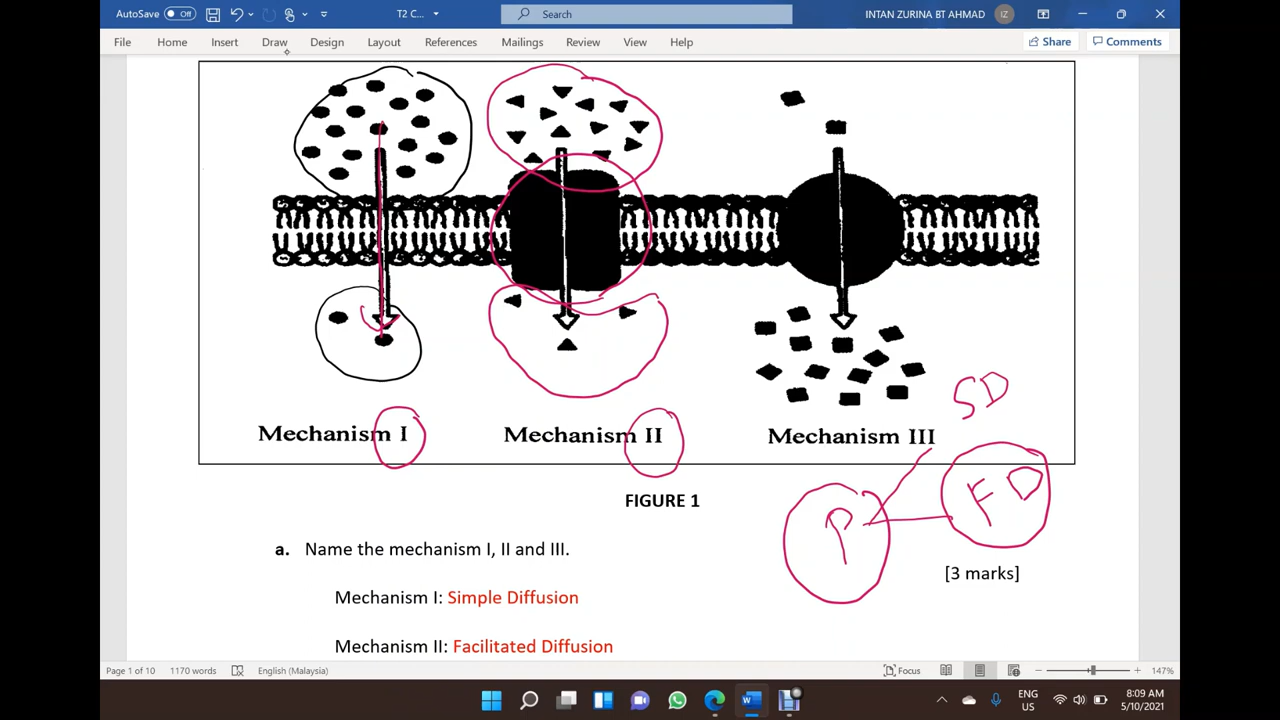 AutoSave Off T2 C... Search INTAN ZURINA BT AHMAD IZ
File Home Insert Draw Design Layout References Mailings Review View Help Share Comments
Mechanism I Mechanism II Mechanism III
SD
FD
P
FIGURE 1
a. Name the mechanism I, II and III.
[3 marks]
Mechanism I: Simple Diffusion
Mechanism II: Facilitated Diffusion
Page 1 of 10 1170 words English (Malaysia) Focus 147%
ENG US 8:09 AM 5/10/2021